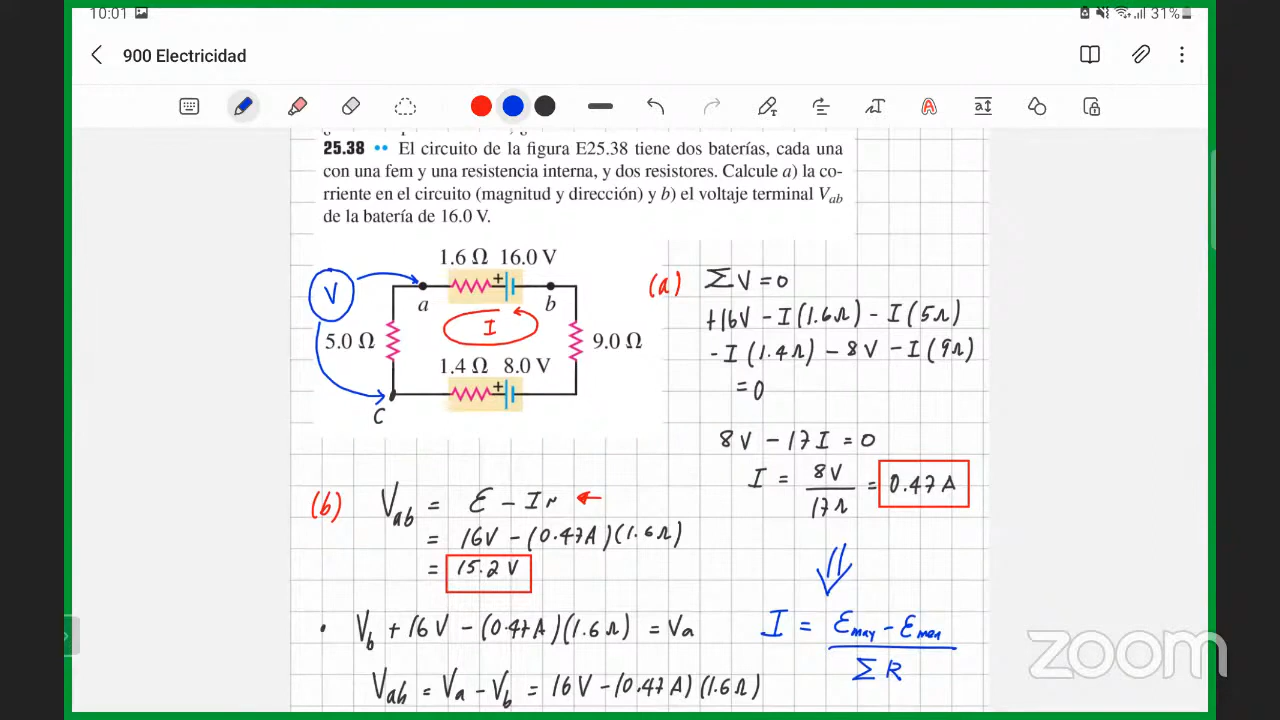 10:01
31%
900 Electricidad
25.38 •• El circuito de la figura E25.38 tiene dos baterías, cada una
con una fem y una resistencia interna, y dos resistores. Calcule a) la co-
rriente en el circuito (magnitud y dirección) y b) el voltaje terminal Vab
de la batería de 16.0 V.
1.6 Ω 16.0 V
+
V
a
b
I
5.0 Ω
9.0 Ω
1.4 Ω 8.0 V
+
C
(a) ΣV = 0
+16V - I(1.6Ω) - I(5Ω)
- I(1.4Ω) - 8V - I(9Ω)
= 0
8V - 17I = 0
I = 8V / 17Ω = 0.47A
(b) Vab = ε - Ir
= 16V - (0.47A)(1.6Ω)
= 15.2V
I = εmay - εmen / ΣR
• Vb + 16V - (0.47A)(1.6Ω) = Va
Vab = Va - Vb = 16V - (0.47A)(1.6Ω)
zoom